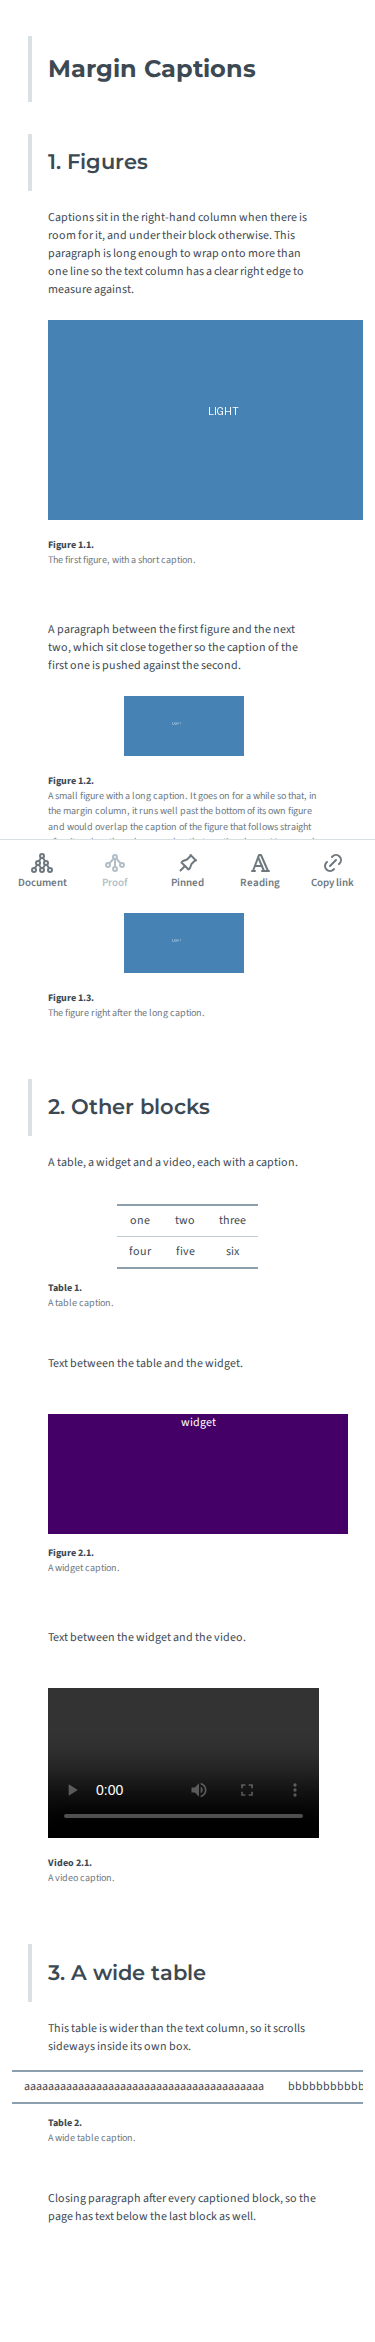 Margin Captions
1. Figures
Captions sit in the right-hand column when there is
room for it, and under their block otherwise. This
paragraph is long enough to wrap onto more than
one line so the text column has a clear right edge to
measure against.
LIGHT
Figure 1.1.
The first figure, with a short caption.
A paragraph between the first figure and the next
two, which sit close together so the caption of the
first one is pushed against the second.
LIGHT
Figure 1.2.
A small figure with a long caption. It goes on for a while so that, in
the margin column, it runs well past the bottom of its own figure
and would overlap the caption of the figure that follows straight
Document Proof Pinned Reading Copy link
LIGHT
Figure 1.3.
The figure right after the long caption.
2. Other blocks
A table, a widget and a video, each with a caption.
one two three
four five six
Table 1.
A table caption.
Text between the table and the widget.
widget
Figure 2.1.
A widget caption.
Text between the widget and the video.
0:00
Video 2.1.
A video caption.
3. A wide table
This table is wider than the text column, so it scrolls
sideways inside its own box.
aaaaaaaaaaaaaaaaaaaaaaaaaaaaaaaaaaaaaaaa bbbbbbbbbbb
Table 2.
A wide table caption.
Closing paragraph after every captioned block, so the
page has text below the last block as well.